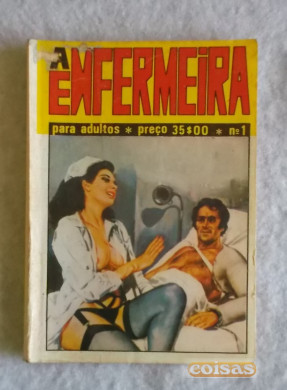 A
ENFERMEIRA
para adultos * preço 35$00 * nº1
coisas